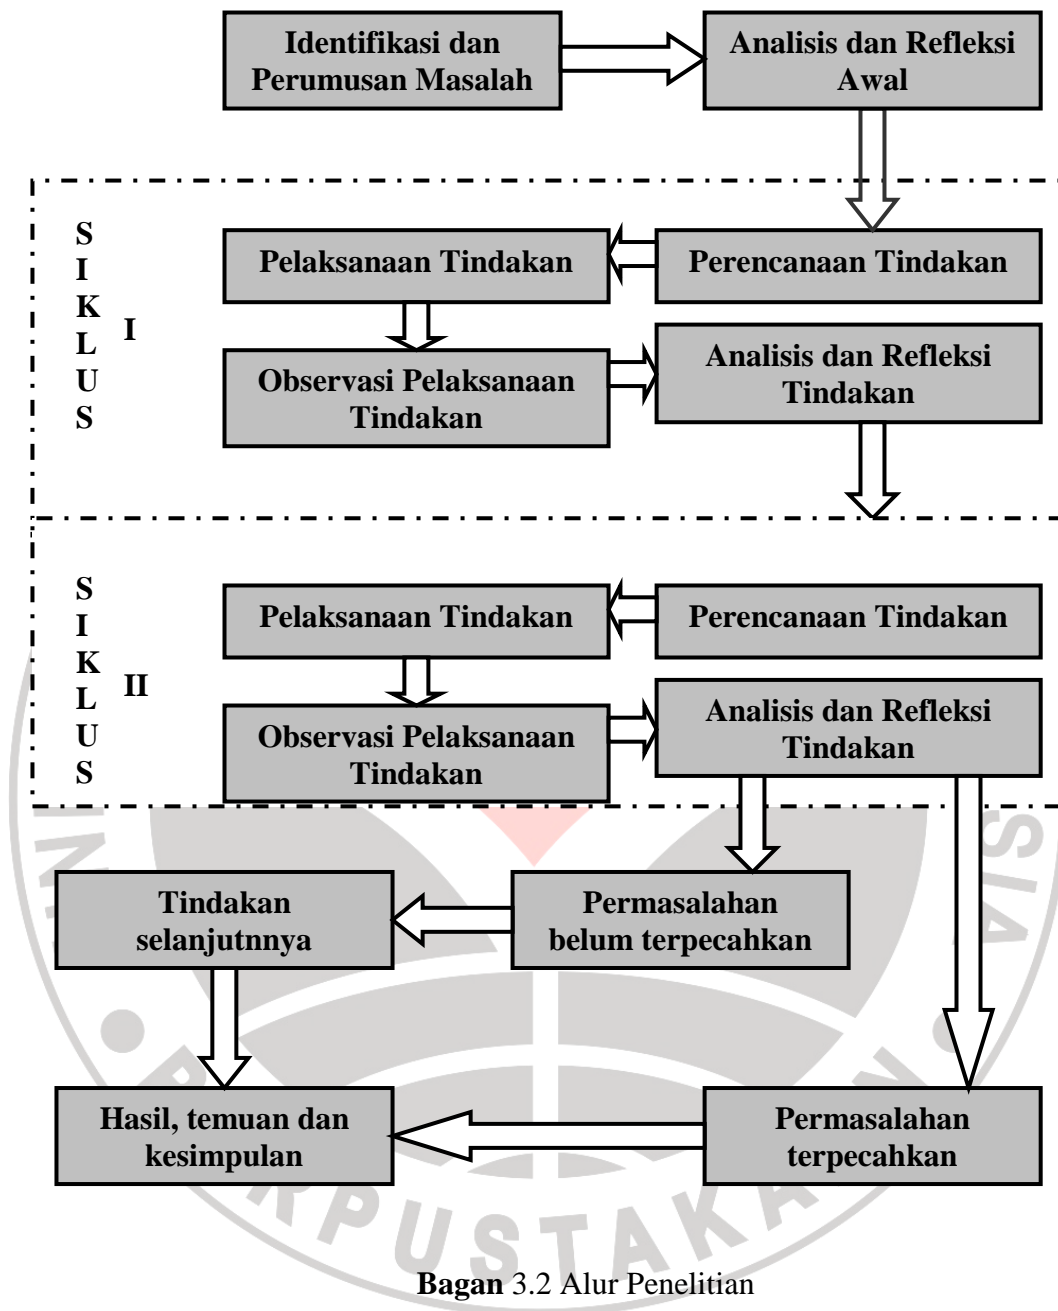 Identifikasi dan
Perumusan Masalah
Analisis dan Refleksi
Awal
S
I
K
L
U
S
I
Pelaksanaan Tindakan
Perencanaan Tindakan
Observasi Pelaksanaan
Tindakan
Analisis dan Refleksi
Tindakan
S
I
K
L
U
S
II
Pelaksanaan Tindakan
Perencanaan Tindakan
Observasi Pelaksanaan
Tindakan
Analisis dan Refleksi
Tindakan
Tindakan
selanjutnnya
Permasalahan
belum terpecahkan
Hasil, temuan dan
kesimpulan
Permasalahan
terpecahkan
SIA
PERPUSTAKAAN
Bagan 3.2 Alur Penelitian